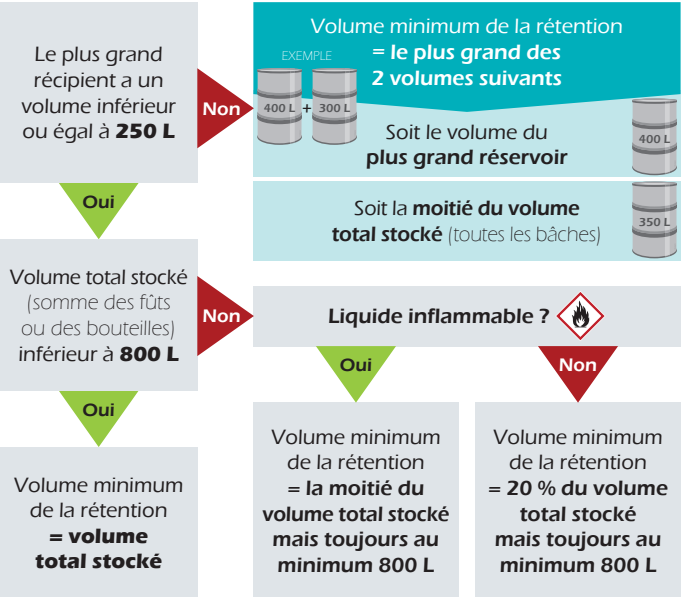 Le plus grand
récipient a un
volume inférieur
ou égal à 250 L
Non
Volume minimum de la rétention
= le plus grand des
2 volumes suivants
EXEMPLE
400 L + 300 L
Soit le volume du
plus grand réservoir
400 L
Soit la moitié du volume
total stocké (toutes les bâches)
350 L
Oui
Volume total stocké
(somme des fûts
ou des bouteilles)
inférieur à 800 L
Non
Liquide inflammable ?
Oui
Non
Oui
Volume minimum
de la rétention
= volume
total stocké
Volume minimum
de la rétention
= la moitié du
volume total stocké
mais toujours au
minimum 800 L
Volume minimum
de la rétention
= 20 % du volume
total stocké
mais toujours au
minimum 800 L